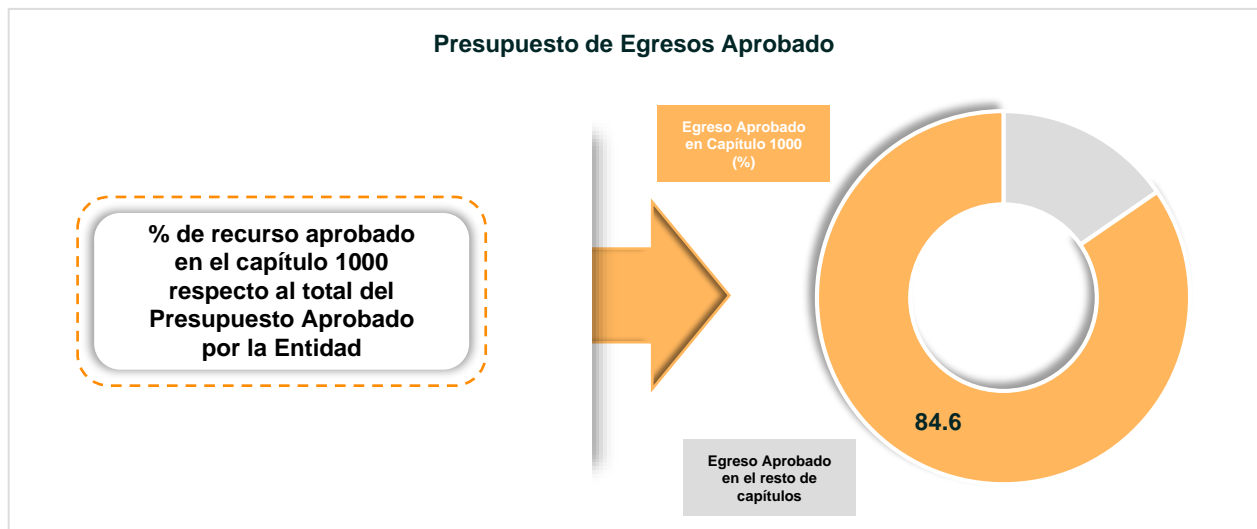 Presupuesto de Egresos Aprobado
% de recurso aprobado
en el capítulo 1000
respecto al total del
Presupuesto Aprobado
por la Entidad
Egreso Aprobado
en Capítulo 1000
(%)
84.6
Egreso Aprobado
en el resto de
capítulos